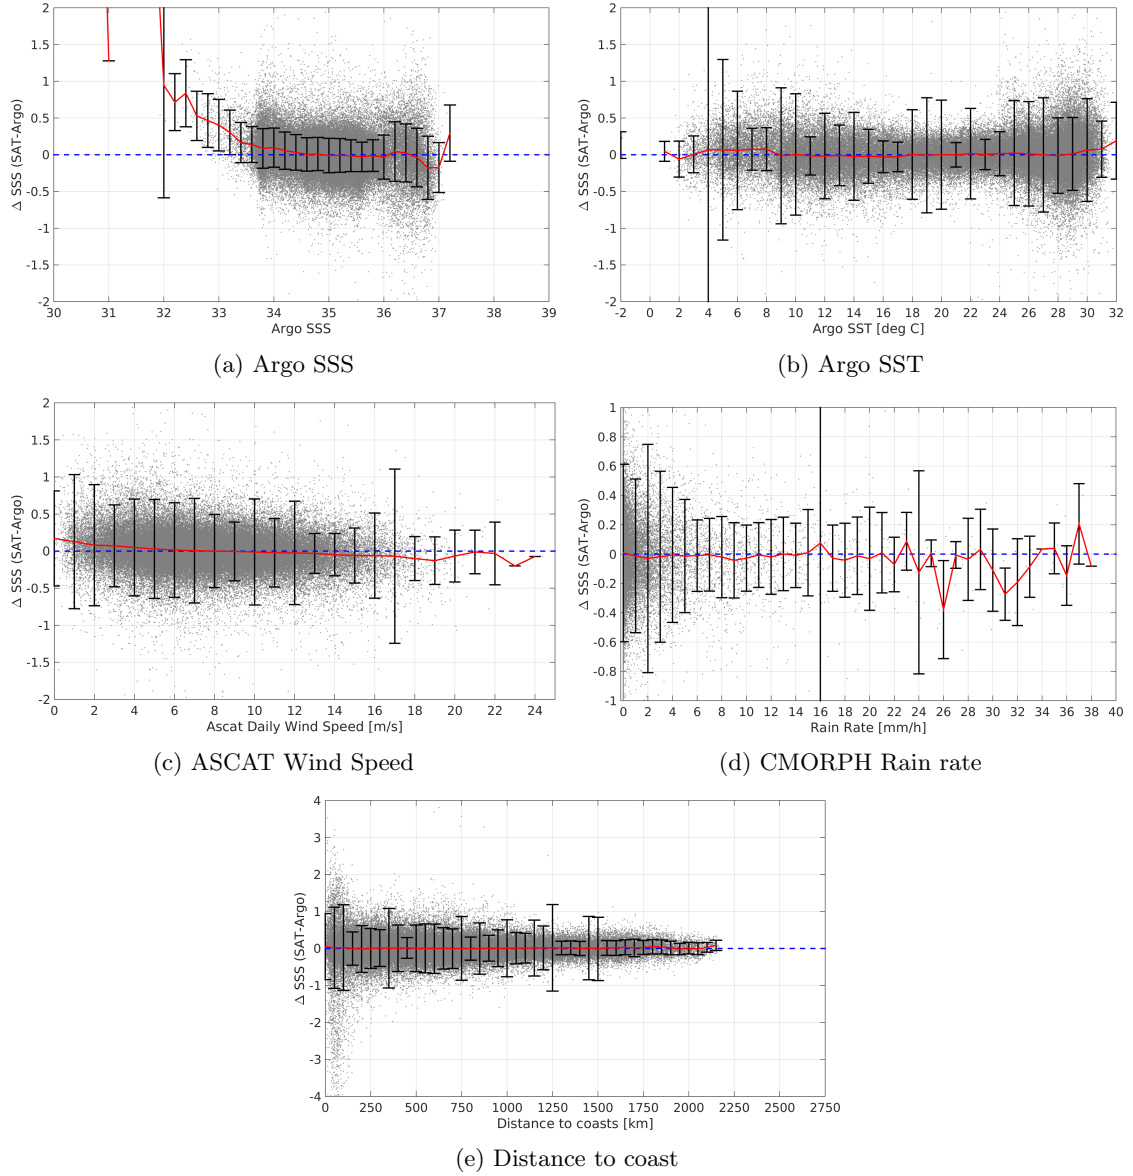 2
1.5
1
0.5
0
-0.5
-1
-1.5
-2
Δ SSS (SAT-Argo)
30 31 32 33 34 35 36 37 38 39
Argo SSS
(a) Argo SSS
2
1.5
1
0.5
0
-0.5
-1
-1.5
-2
Δ SSS (SAT-Argo)
-2 0 2 4 6 8 10 12 14 16 18 20 22 24 26 28 30 32
Argo SST [deg C]
(b) Argo SST
2
1.5
1
0.5
0
-0.5
-1
-1.5
-2
Δ SSS (SAT-Argo)
0 2 4 6 8 10 12 14 16 18 20 22 24
Ascat Daily Wind Speed [m/s]
(c) ASCAT Wind Speed
1
0.8
0.6
0.4
0.2
0
-0.2
-0.4
-0.6
-0.8
-1
Δ SSS (SAT-Argo)
0 2 4 6 8 10 12 14 16 18 20 22 24 26 28 30 32 34 36 38 40
Rain Rate [mm/h]
(d) CMORPH Rain rate
4
3
2
1
0
-1
-2
-3
-4
Δ SSS (SAT-Argo)
0 250 500 750 1000 1250 1500 1750 2000 2250 2500 2750
Distance to coasts [km]
(e) Distance to coast